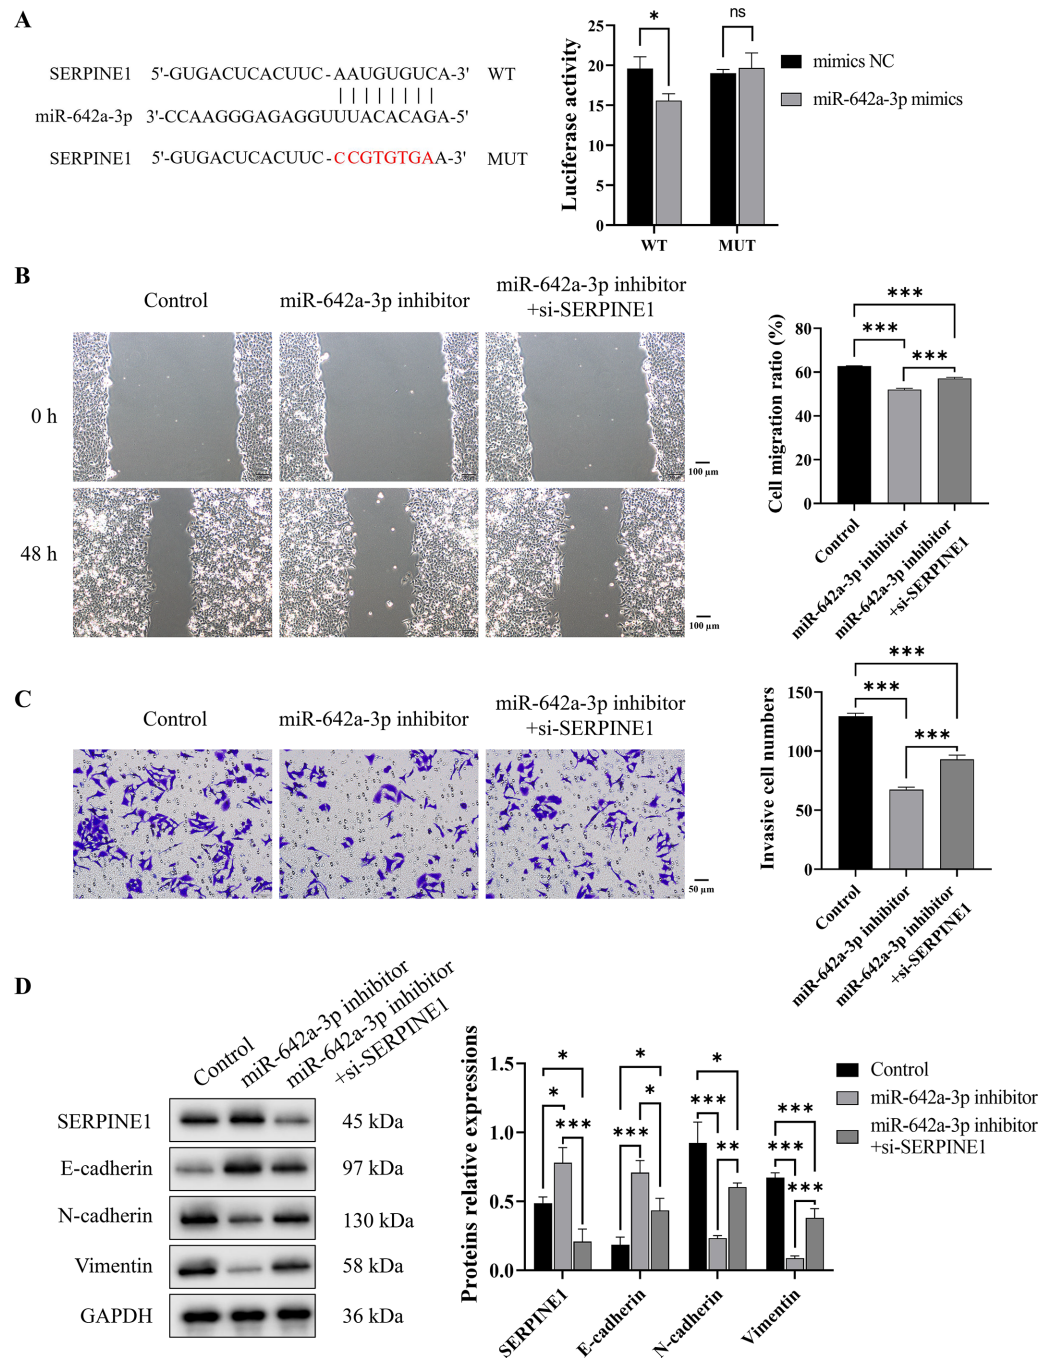 A
SERPINE1 5'-GUGACUCACUUC-AAUGUGUCA-3' WT
miR-642a-3p 3'-CCAAGGGAGAGGUUUACACAGA-5'
SERPINE1 5'-GUGACUCACUUC-CCGTGTGAA-3' MUT
Luciferase activity
25
20
15
10
5
0
*
ns
WT
MUT
mimics NC
miR-642a-3p mimics
B
Control
miR-642a-3p inhibitor
miR-642a-3p inhibitor
+si-SERPINE1
0 h
100 µm
48 h
100 µm
Cell migration ratio (%)
80
60
40
20
0
***
***
***
Control
miR-642a-3p inhibitor
miR-642a-3p inhibitor
+si-SERPINE1
C
Control
miR-642a-3p inhibitor
miR-642a-3p inhibitor
+si-SERPINE1
50 µm
Invasive cell numbers
150
100
50
0
***
***
***
Control
miR-642a-3p inhibitor
miR-642a-3p inhibitor
+si-SERPINE1
D
Control
miR-642a-3p inhibitor
miR-642a-3p inhibitor
+si-SERPINE1
SERPINE1 45 kDa
E-cadherin 97 kDa
N-cadherin 130 kDa
Vimentin 58 kDa
GAPDH 36 kDa
Proteins relative expressions
1.5
1.0
0.5
0.0
*
*
***
*
***
*
*
***
**
***
***
***
SERPINE1
E-cadherin
N-cadherin
Vimentin
Control
miR-642a-3p inhibitor
miR-642a-3p inhibitor
+si-SERPINE1